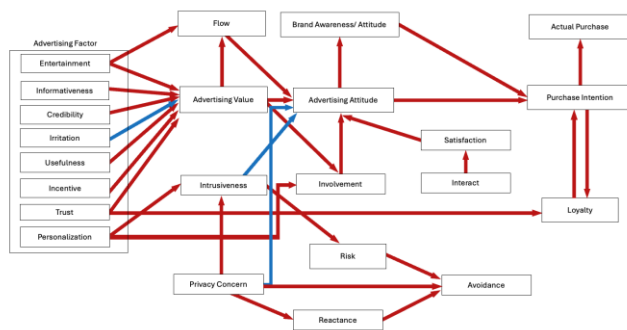 Flow
Brand Awareness/ Attitude
Actual Purchase
Advertising Factor
Entertainment
Informativeness
Credibility
Irritation
Usefulness
Incentive
Trust
Personalization
Advertising Value
Advertising Attitude
Purchase Intention
Satisfaction
Intrusiveness
Involvement
Interact
Loyalty
Risk
Privacy Concern
Avoidance
Reactance